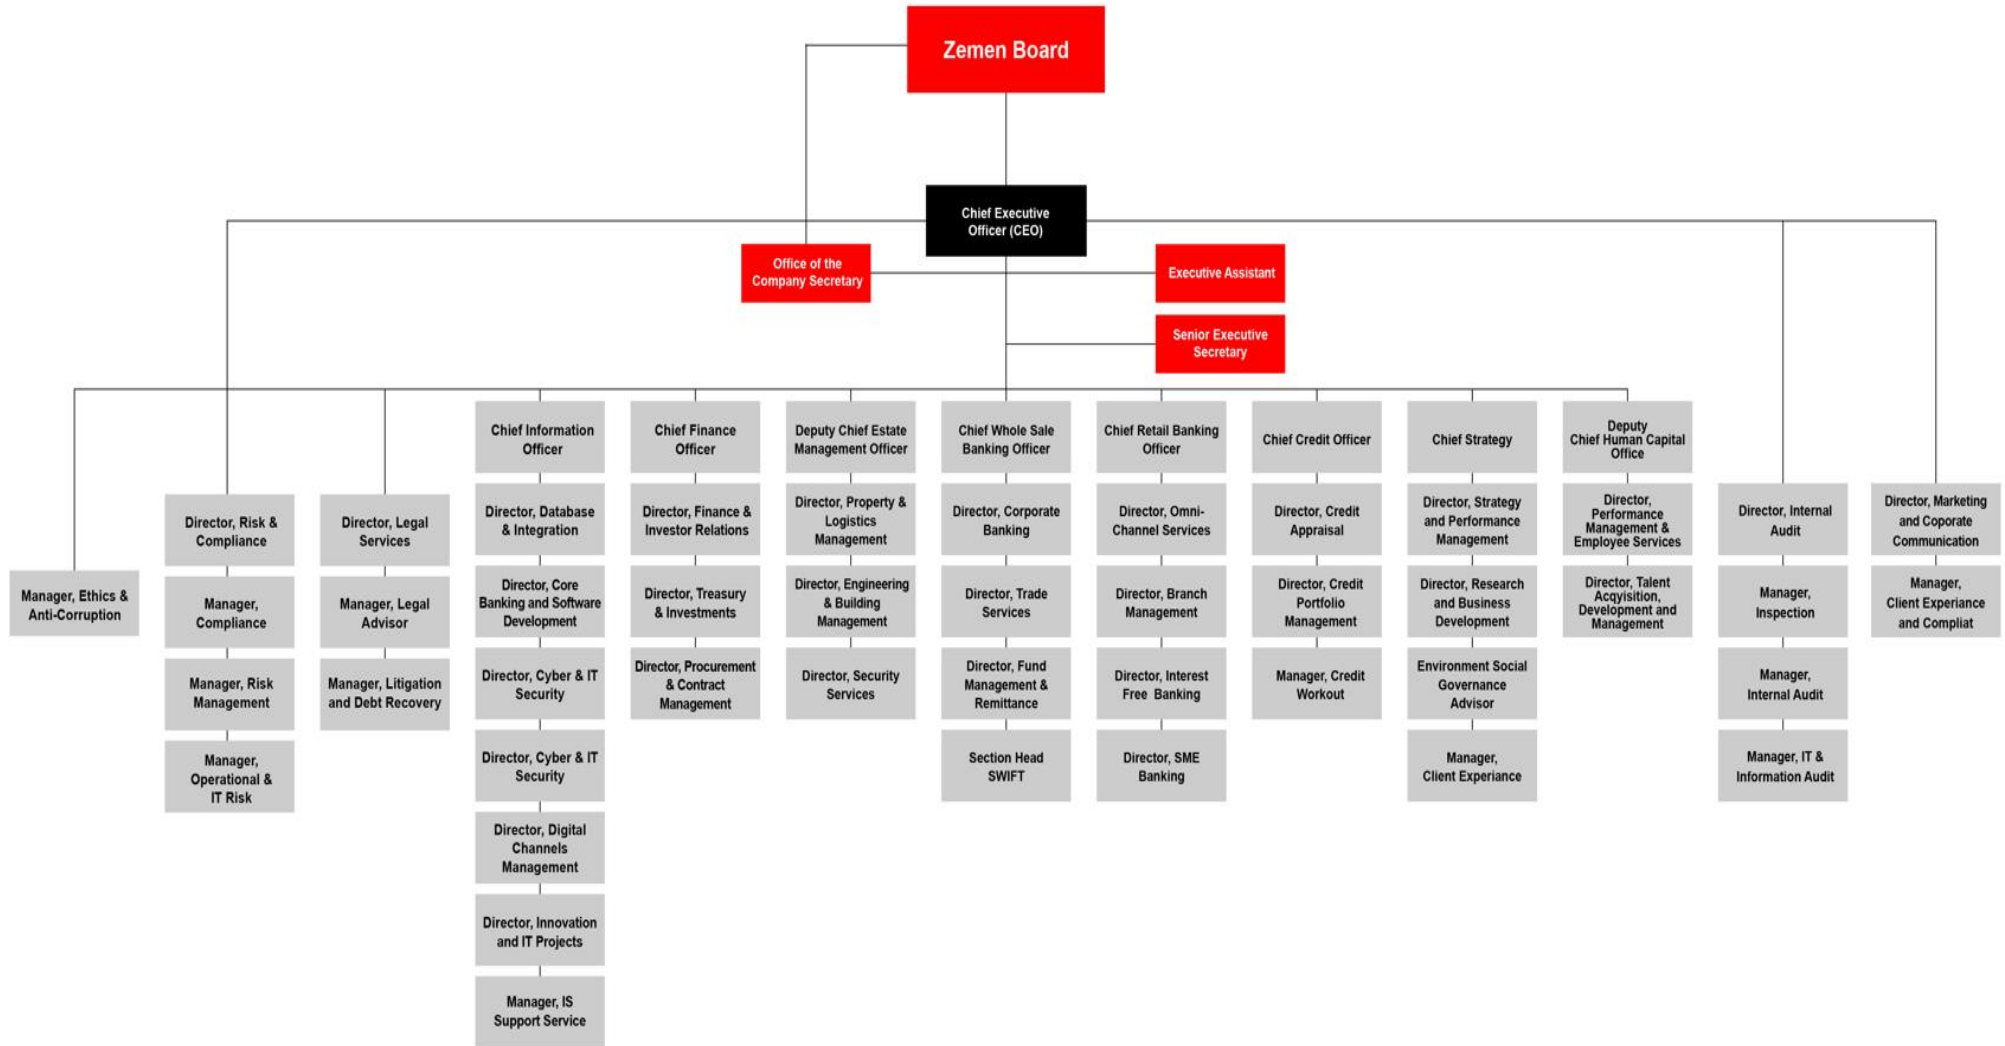 Zemen Board
Chief Executive
Officer (CEO)
Office of the
Company Secretary
Executive Assistant
Senior Executive
Secretary
Manager, Ethics &
Anti-Corruption
Director, Risk &
Compliance
Manager,
Compliance
Manager, Risk
Management
Manager,
Operational &
IT Risk
Director, Legal
Services
Manager, Legal
Advisor
Manager, Litigation
and Debt Recovery
Chief Information
Officer
Director, Database
& Integration
Director, Core
Banking and Software
Development
Director, Cyber & IT
Security
Director, Cyber & IT
Security
Director, Digital
Channels
Management
Director, Innovation
and IT Projects
Manager, IS
Support Service
Chief Finance
Officer
Director, Finance &
Investor Relations
Director, Treasury
& Investments
Director, Procurement
& Contract
Management
Deputy Chief Estate
Management Officer
Director, Property &
Logistics
Management
Director, Engineering
& Building
Management
Director, Security
Services
Chief Whole Sale
Banking Officer
Director, Corporate
Banking
Director, Trade
Services
Director, Fund
Management &
Remittance
Section Head
SWIFT
Chief Retail Banking
Officer
Director, Omni-
Channel Services
Director, Branch
Management
Director, Interest
Free Banking
Director, SME
Banking
Chief Credit Officer
Director, Credit
Appraisal
Director, Credit
Portfolio
Management
Manager, Credit
Workout
Chief Strategy
Director, Strategy
and Performance
Management
Director, Research
and Business
Development
Environment Social
Governance
Advisor
Manager,
Client Experiance
Deputy
Chief Human Capital
Office
Director,
Performance
Management &
Employee Services
Director, Talent
Acqyisition,
Development and
Management
Director, Internal
Audit
Manager,
Inspection
Manager,
Internal Audit
Manager, IT &
Information Audit
Director, Marketing
and Coporate
Communication
Manager,
Client Experiance
and Compliat